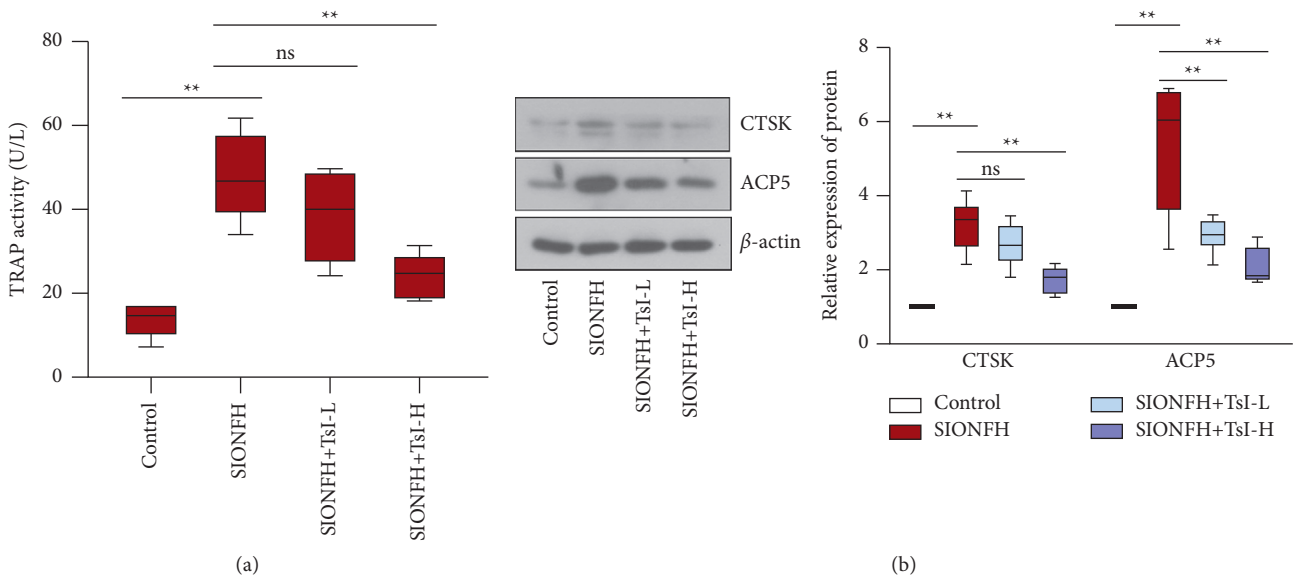 **
**
ns
80
60
40
20
0
TRAP activity (U/L)
Control
SIONFH
SIONFH+TsI-L
SIONFH+TsI-H
(a)
CTSK
ACP5
β-actin
Control
SIONFH
SIONFH+TsI-L
SIONFH+TsI-H
**
**
**
**
**
ns
8
6
4
2
0
Relative expression of protein
CTSK ACP5
Control SIONFH+TsI-L
SIONFH SIONFH+TsI-H
(b)